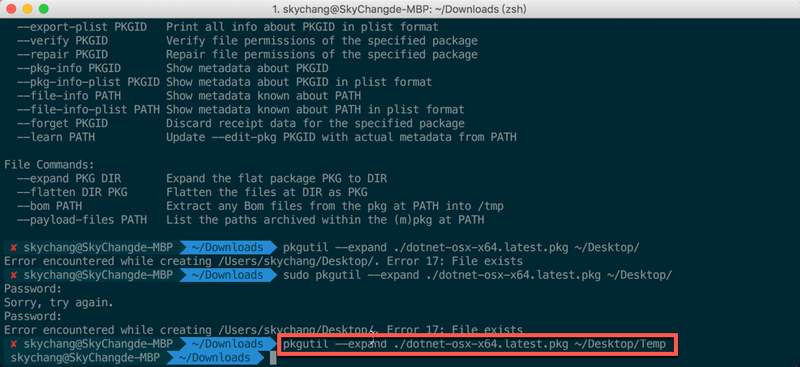 1. skychang@SkyChangde-MBP: ~/Downloads (zsh)
--export-plist PKGID Print all info about PKGID in plist format
--verify PKGID Verify file permissions of the specified package
--repair PKGID Repair file permissions of the specified package
--pkg-info PKGID Show metadata about PKGID
--pkg-info-plist PKGID Show metadata about PKGID in plist format
--file-info PATH Show metadata known about PATH
--file-info-plist PATH Show metadata known about PATH in plist format
--forget PKGID Discard receipt data for the specified package
--learn PATH Update --edit-pkg PKGID with actual metadata from PATH
File Commands:
--expand PKG DIR Expand the flat package PKG to DIR
--flatten DIR PKG Flatten the files at DIR as PKG
--bom PATH Extract any Bom files from the pkg at PATH into /tmp
--payload-files PATH List the paths archived within the (m)pkg at PATH
✘ skychang@SkyChangde-MBP ~/Downloads pkgutil --expand ./dotnet-osx-x64.latest.pkg ~/Desktop/
Error encountered while creating /Users/skychang/Desktop/. Error 17: File exists
✘ skychang@SkyChangde-MBP ~/Downloads sudo pkgutil --expand ./dotnet-osx-x64.latest.pkg ~/Desktop/
Password:
Sorry, try again.
Password:
Error encountered while creating /Users/skychang/Desktop/. Error 17: File exists
✘ skychang@SkyChangde-MBP ~/Downloads pkgutil --expand ./dotnet-osx-x64.latest.pkg ~/Desktop/Temp
skychang@SkyChangde-MBP ~/Downloads